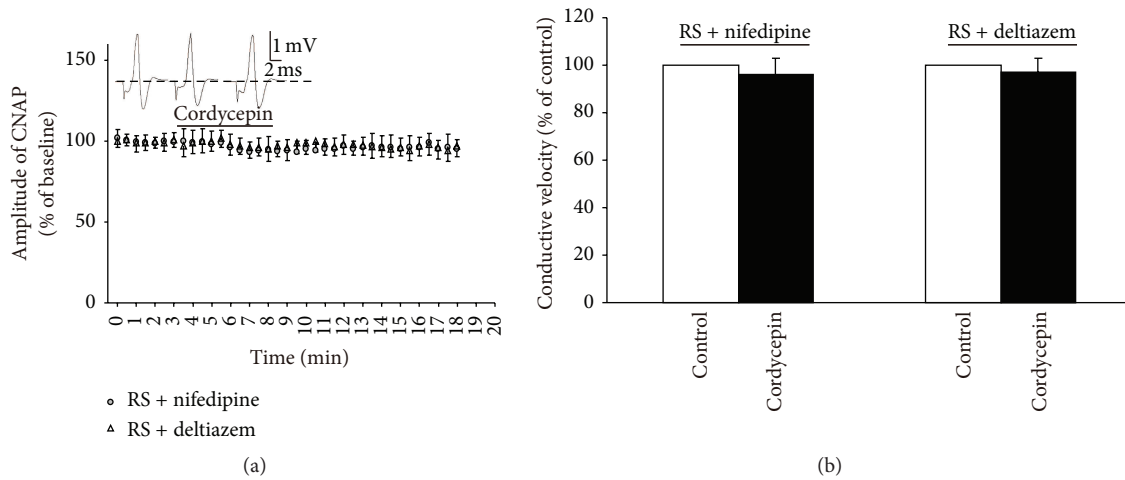 150
100
50
0
Amplitude of CNAP
(% of baseline)
1 mV
2 ms
Cordycepin
0 1 2 3 4 5 6 7 8 9 10 11 12 13 14 15 16 17 18 19 20
Time (min)
RS + nifedipine
RS + deltiazem
(a)
120
100
80
60
40
20
0
Conductive velocity (% of control)
RS + nifedipine
RS + deltiazem
Control
Cordycepin
Control
Cordycepin
(b)